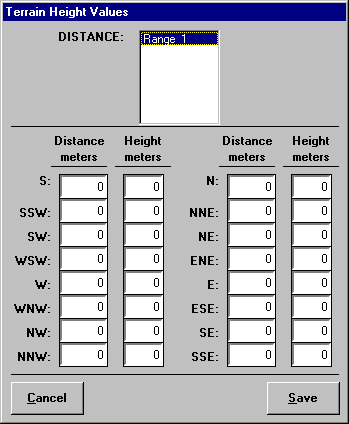 Terrain Height Values
DISTANCE: Range 1
Distance Height Distance Height
meters meters meters meters
S: 0 0 N: 0 0
SSW: 0 0 NNE: 0 0
SW: 0 0 NE: 0 0
WSW: 0 0 ENE: 0 0
W: 0 0 E: 0 0
WNW: 0 0 ESE: 0 0
NW: 0 0 SE: 0 0
NNW: 0 0 SSE: 0 0
Cancel Save